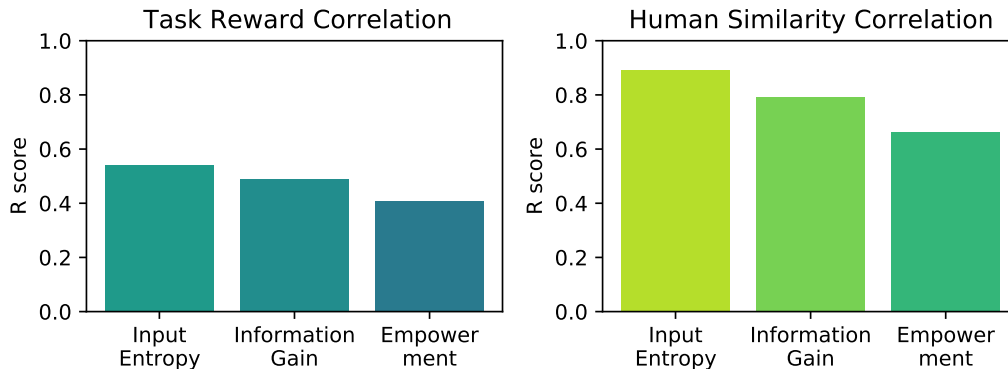 Task Reward Correlation
1.0
0.8
0.6
0.4
0.2
0.0
R score
Input
Entropy
Information
Gain
Empower
ment
Human Similarity Correlation
1.0
0.8
0.6
0.4
0.2
0.0
R score
Input
Entropy
Information
Gain
Empower
ment